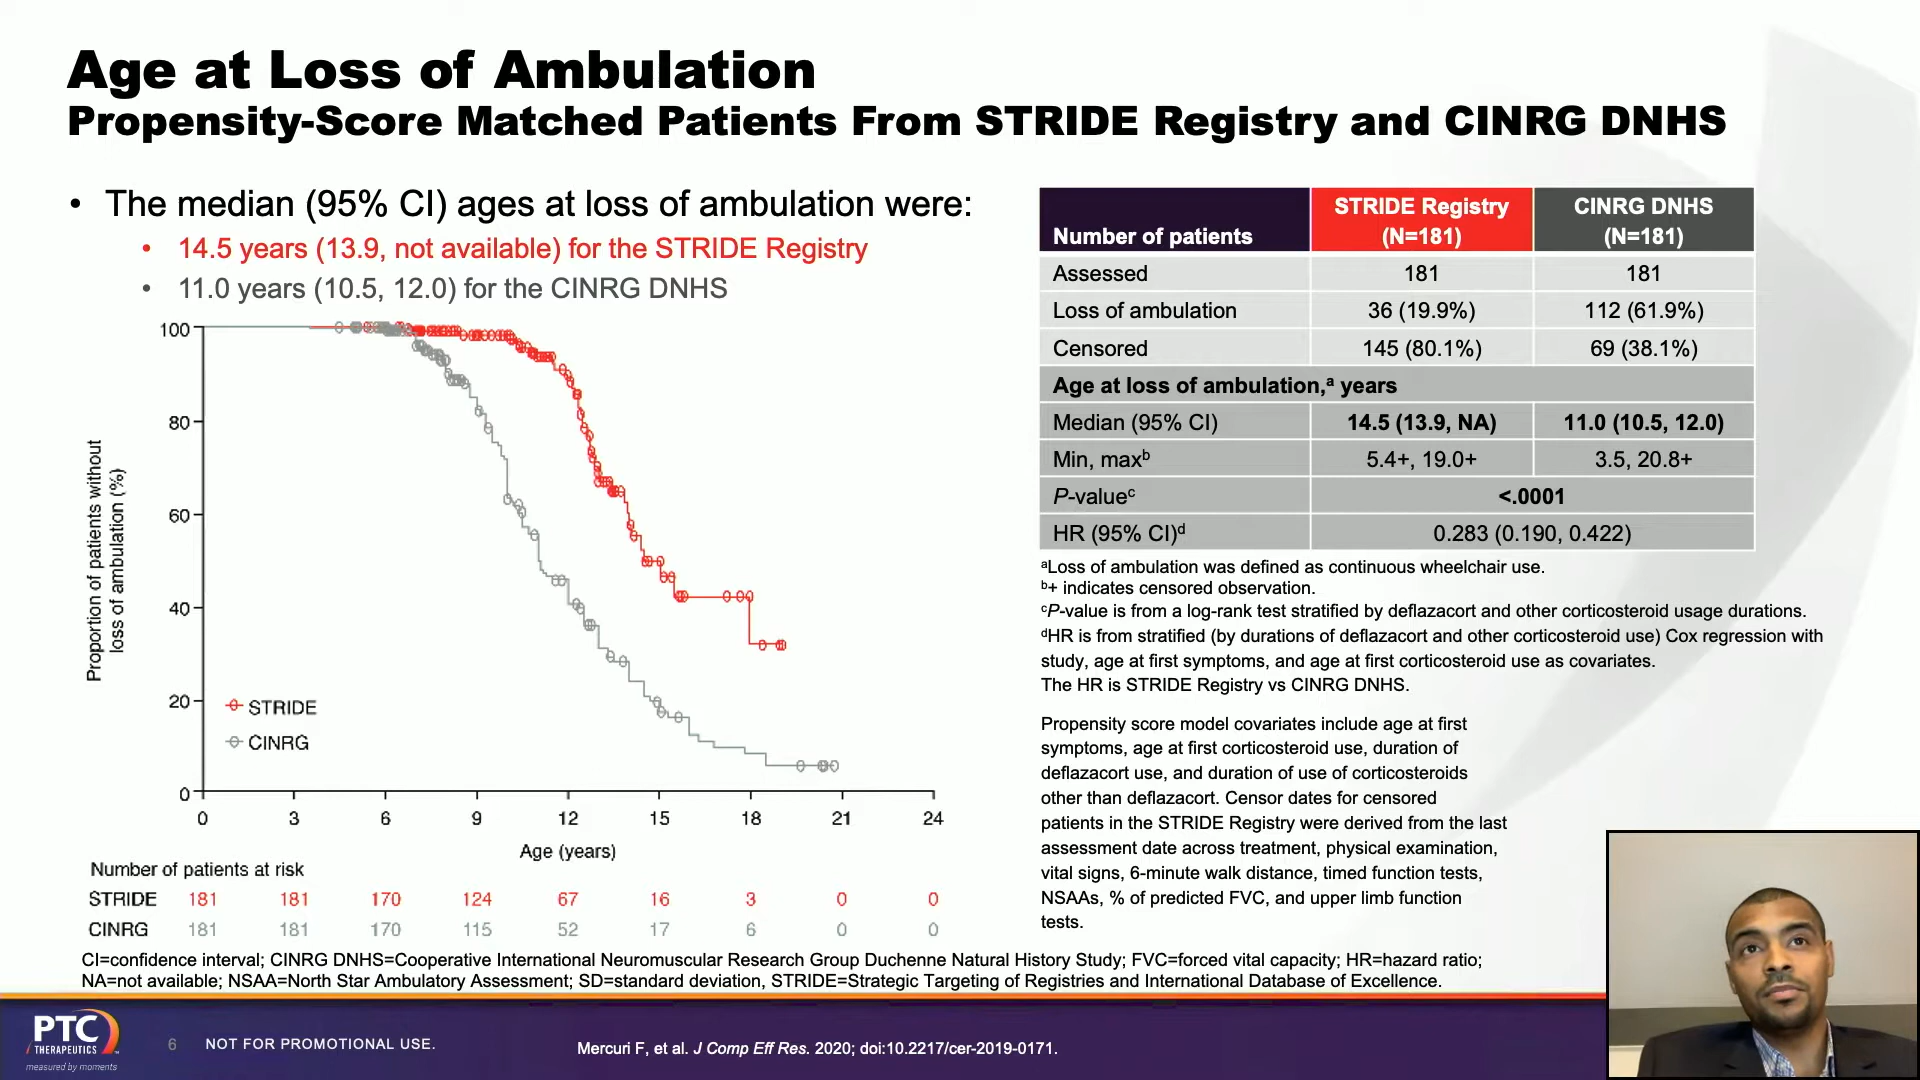 Age at Loss of Ambulation
Propensity-Score Matched Patients From STRIDE Registry and CINRG DNHS
• The median (95% CI) ages at loss of ambulation were:
• 14.5 years (13.9, not available) for the STRIDE Registry
• 11.0 years (10.5, 12.0) for the CINRG DNHS
Proportion of patients without
loss of ambulation (%)
100
80
60
40
20
0
STRIDE
CINRG
0 3 6 9 12 15 18 21 24
Age (years)
Number of patients at risk
STRIDE 181 181 170 124 67 16 3 0 0
CINRG 181 181 170 115 52 17 6 0 0
Number of patients STRIDE Registry (N=181) CINRG DNHS (N=181)
Assessed 181 181
Loss of ambulation 36 (19.9%) 112 (61.9%)
Censored 145 (80.1%) 69 (38.1%)
Age at loss of ambulation,ᵃ years
Median (95% CI) 14.5 (13.9, NA) 11.0 (10.5, 12.0)
Min, maxᵇ 5.4+, 19.0+ 3.5, 20.8+
P-valueᶜ <.0001
HR (95% CI)ᵈ 0.283 (0.190, 0.422)
ᵃLoss of ambulation was defined as continuous wheelchair use.
ᵇ+ indicates censored observation.
ᶜP-value is from a log-rank test stratified by deflazacort and other corticosteroid usage durations.
ᵈHR is from stratified (by durations of deflazacort and other corticosteroid use) Cox regression with
study, age at first symptoms, and age at first corticosteroid use as covariates.
The HR is STRIDE Registry vs CINRG DNHS.
Propensity score model covariates include age at first
symptoms, age at first corticosteroid use, duration of
deflazacort use, and duration of use of corticosteroids
other than deflazacort. Censor dates for censored
patients in the STRIDE Registry were derived from the last
assessment date across treatment, physical examination,
vital signs, 6-minute walk distance, timed function tests,
NSAAs, % of predicted FVC, and upper limb function
tests.
CI=confidence interval; CINRG DNHS=Cooperative International Neuromuscular Research Group Duchenne Natural History Study; FVC=forced vital capacity; HR=hazard ratio;
NA=not available; NSAA=North Star Ambulatory Assessment; SD=standard deviation, STRIDE=Strategic Targeting of Registries and International Database of Excellence.
PTC
THERAPEUTICS
measured by moments
6 NOT FOR PROMOTIONAL USE.
Mercuri F, et al. J Comp Eff Res. 2020; doi:10.2217/cer-2019-0171.